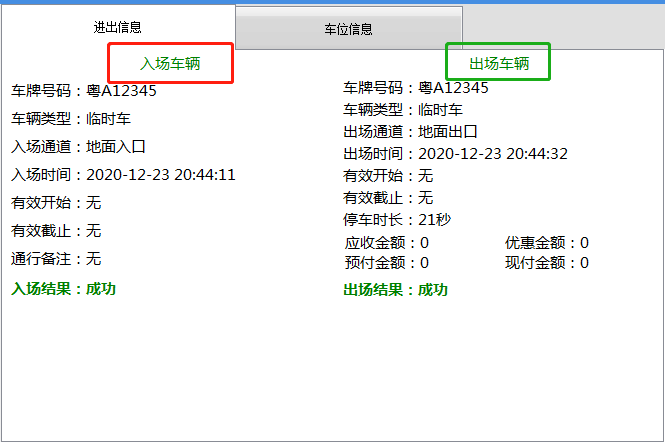 进出信息
车位信息
入场车辆
车牌号码：粤A12345
车辆类型：临时车
入场通道：地面入口
入场时间：2020-12-23 20:44:11
有效开始：无
有效截止：无
通行备注：无
入场结果：成功
出场车辆
车牌号码：粤A12345
车辆类型：临时车
出场通道：地面出口
出场时间：2020-12-23 20:44:32
有效开始：无
有效截止：无
停车时长：21秒
应收金额：0 优惠金额：0
预付金额：0 现付金额：0
出场结果：成功